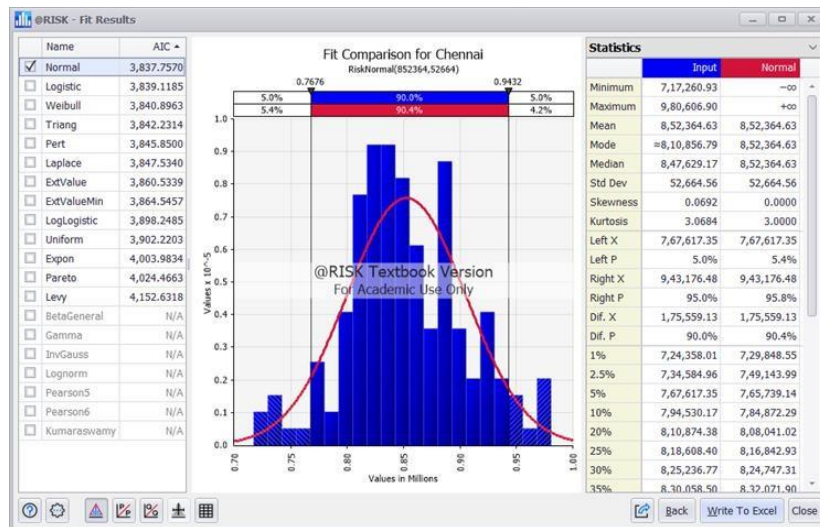 @RISK - Fit Results
Name AIC
Normal 3,837.7570
Logistic 3,839.1185
Weibull 3,840.8963
Triang 3,842.2314
Pert 3,845.8500
Laplace 3,847.5340
ExtValue 3,860.5339
ExtValueMin 3,864.5457
LogLogistic 3,898.2485
Uniform 3,902.2203
Expon 4,003.9834
Pareto 4,024.4663
Levy 4,152.6318
BetaGeneral N/A
Gamma N/A
InvGauss N/A
Lognorm N/A
Pearson5 N/A
Pearson6 N/A
Kumaraswamy N/A
Fit Comparison for Chennai
RiskNormal(852364,52664)
0.7676 0.9432
5.0% 90.0% 5.0%
5.4% 90.4% 4.2%
1.0
0.9
0.8
0.7
0.6
0.5
0.4
0.3
0.2
0.1
0.0
Values x 10^-5
@RISK Textbook Version
For Academic Use Only
0.70 0.75 0.80 0.85 0.90 0.95 1.00
Values in Millions
Statistics
Input Normal
Minimum 7,17,260.93 −∞
Maximum 9,80,606.90 +∞
Mean 8,52,364.63 8,52,364.63
Mode ≈8,10,856.79 8,52,364.63
Median 8,47,629.17 8,52,364.63
Std Dev 52,664.56 52,664.56
Skewness 0.0692 0.0000
Kurtosis 3.0684 3.0000
Left X 7,67,617.35 7,67,617.35
Left P 5.0% 5.4%
Right X 9,43,176.48 9,43,176.48
Right P 95.0% 95.8%
Dif. X 1,75,559.13 1,75,559.13
Dif. P 90.0% 90.4%
1% 7,24,358.01 7,29,848.55
2.5% 7,34,584.96 7,49,143.99
5% 7,67,617.35 7,65,739.14
10% 7,94,530.17 7,84,872.29
20% 8,10,874.38 8,08,041.02
25% 8,18,608.40 8,16,842.93
30% 8,25,236.77 8,24,747.31
35% 8,30,058.50 8,32,071.90
Back Write To Excel Close